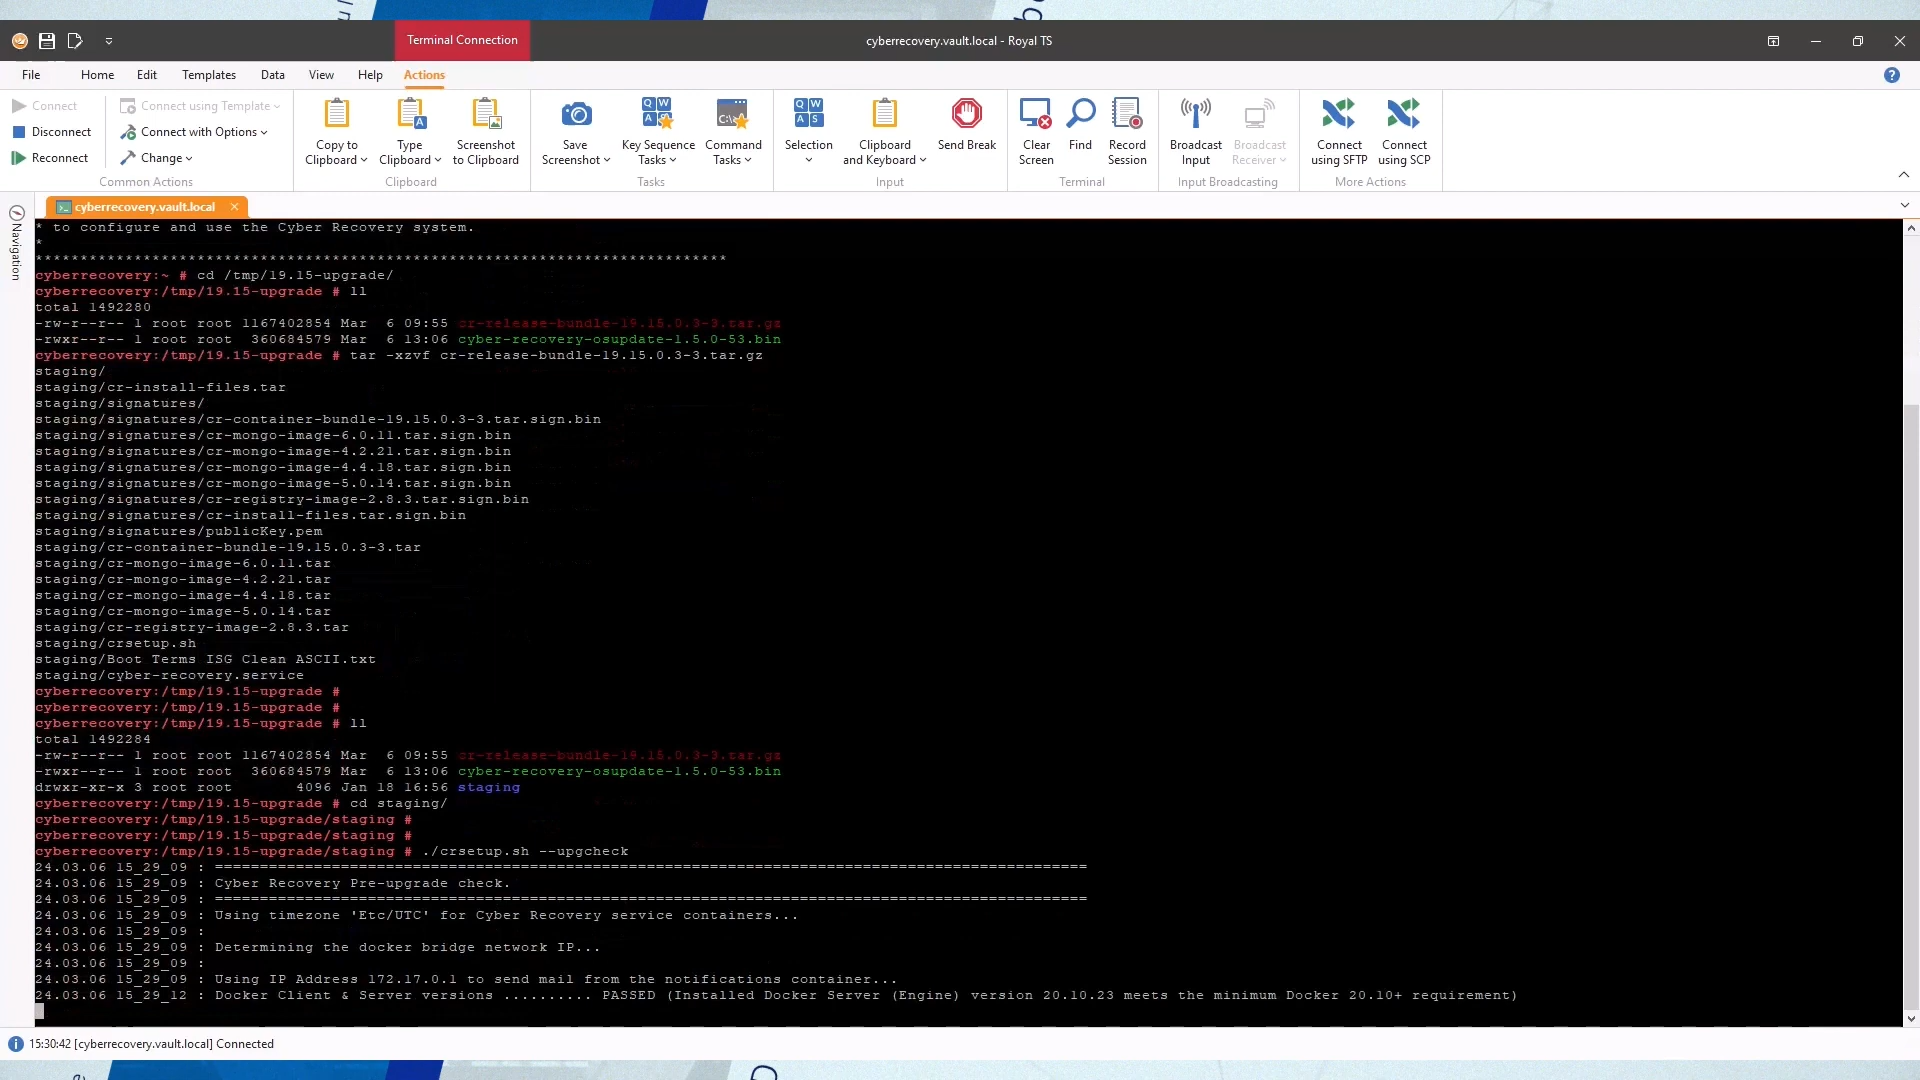 Terminal Connection
cyberrecovery.vault.local - Royal TS
File Home Edit Templates Data View Help Actions
Connect
Disconnect
Reconnect
Connect using Template
Connect with Options
Change
Common Actions
Copy to Clipboard
Type Clipboard
Screenshot to Clipboard
Clipboard
Save Screenshot
Key Sequence Tasks
Command Tasks
Tasks
Selection
Clipboard and Keyboard
Send Break
Input
Clear Screen
Find
Record Session
Terminal
Broadcast Input
Broadcast Receiver
Input Broadcasting
Connect using SFTP
Connect using SCP
More Actions
Navigation
cyberrecovery.vault.local
* to configure and use the Cyber Recovery system.
*
*****************************************************************************
cyberrecovery:~ # cd /tmp/19.15-upgrade/
cyberrecovery:/tmp/19.15-upgrade # ll
total 1492280
-rw-r--r-- 1 root root 1167402854 Mar  6 09:55 cr-release-bundle-19.15.0.3-3.tar.gz
-rwxr--r-- 1 root root  360684579 Mar  6 13:06 cyber-recovery-osupdate-1.5.0-53.bin
cyberrecovery:/tmp/19.15-upgrade # tar -xzvf cr-release-bundle-19.15.0.3-3.tar.gz
staging/
staging/cr-install-files.tar
staging/signatures/
staging/signatures/cr-container-bundle-19.15.0.3-3.tar.sign.bin
staging/signatures/cr-mongo-image-6.0.11.tar.sign.bin
staging/signatures/cr-mongo-image-4.2.21.tar.sign.bin
staging/signatures/cr-mongo-image-4.4.18.tar.sign.bin
staging/signatures/cr-mongo-image-5.0.14.tar.sign.bin
staging/signatures/cr-registry-image-2.8.3.tar.sign.bin
staging/signatures/cr-install-files.tar.sign.bin
staging/signatures/publicKey.pem
staging/cr-container-bundle-19.15.0.3-3.tar
staging/cr-mongo-image-6.0.11.tar
staging/cr-mongo-image-4.2.21.tar
staging/cr-mongo-image-4.4.18.tar
staging/cr-mongo-image-5.0.14.tar
staging/cr-registry-image-2.8.3.tar
staging/crsetup.sh
staging/Boot Terms ISG Clean ASCII.txt
staging/cyber-recovery.service
cyberrecovery:/tmp/19.15-upgrade #
cyberrecovery:/tmp/19.15-upgrade #
cyberrecovery:/tmp/19.15-upgrade # ll
total 1492284
-rw-r--r-- 1 root root 1167402854 Mar  6 09:55 cr-release-bundle-19.15.0.3-3.tar.gz
-rwxr--r-- 1 root root  360684579 Mar  6 13:06 cyber-recovery-osupdate-1.5.0-53.bin
drwxr-xr-x 3 root root       4096 Jan 18 16:56 staging
cyberrecovery:/tmp/19.15-upgrade # cd staging/
cyberrecovery:/tmp/19.15-upgrade/staging #
cyberrecovery:/tmp/19.15-upgrade/staging #
cyberrecovery:/tmp/19.15-upgrade/staging # ./crsetup.sh --upgcheck
24.03.06 15_29_09 : =================================================================================================
24.03.06 15_29_09 : Cyber Recovery Pre-upgrade check.
24.03.06 15_29_09 : =================================================================================================
24.03.06 15_29_09 : Using timezone 'Etc/UTC' for Cyber Recovery service containers...
24.03.06 15_29_09 :
24.03.06 15_29_09 : Determining the docker bridge network IP...
24.03.06 15_29_09 :
24.03.06 15_29_09 : Using IP Address 172.17.0.1 to send mail from the notifications container...
24.03.06 15_29_12 : Docker Client & Server versions .......... PASSED (Installed Docker Server (Engine) version 20.10.23 meets the minimum Docker 20.10+ requirement)
15:30:42 [cyberrecovery.vault.local] Connected